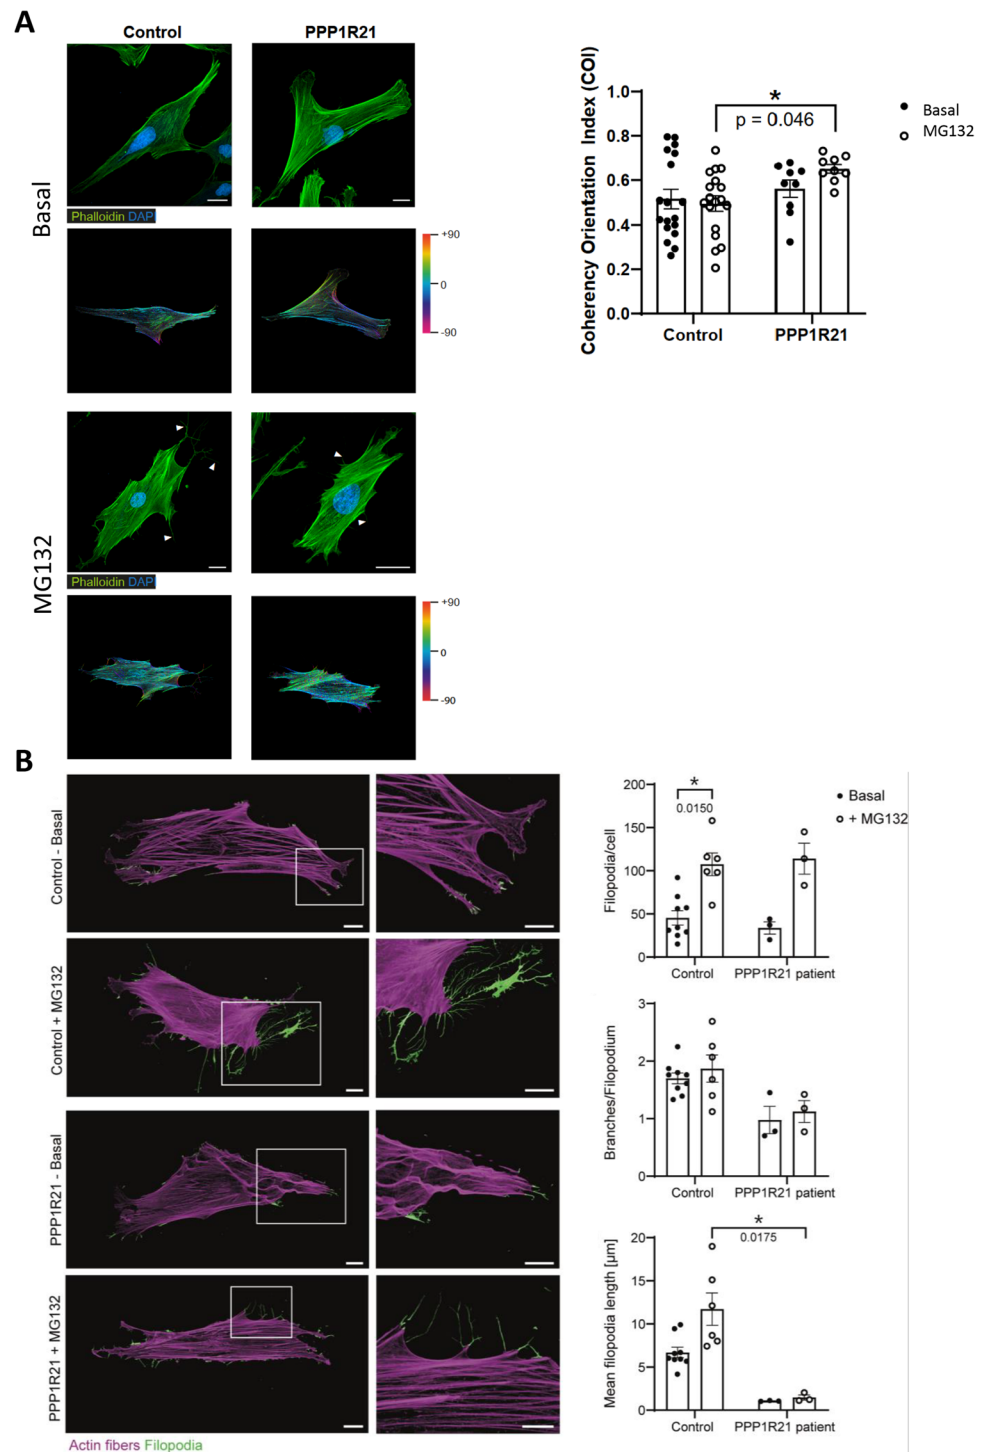 A
Control
PPP1R21
Basal
Phalloidin DAPI
+90
0
-90
MG132
Phalloidin DAPI
+90
0
-90
Coherency Orientation Index (COI)
1.0
0.8
0.6
0.4
0.2
0.0
*
p = 0.046
Basal
MG132
Control
PPP1R21
B
Control - Basal
Control + MG132
PPP1R21 - Basal
PPP1R21 + MG132
Actin fibers Filopodia
Filopodia/cell
200
150
100
50
0
*
0.0150
Basal
+ MG132
Control
PPP1R21 patient
Branches/Filopodium
3
2
1
0
Control
PPP1R21 patient
Mean filopodia length [µm]
20
15
10
5
0
*
0.0175
Control
PPP1R21 patient